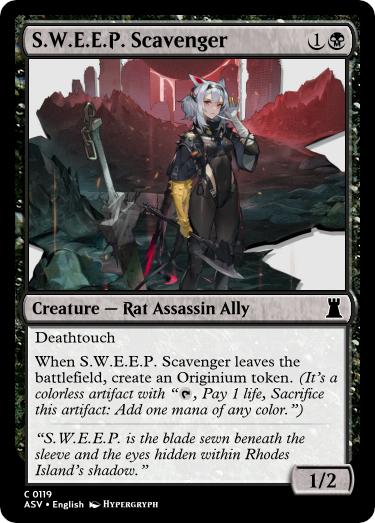 S.W.E.E.P. Scavenger 1
Creature — Rat Assassin Ally
Deathtouch
When S.W.E.E.P. Scavenger leaves the
battlefield, create an Originium token. (It's a
colorless artifact with “, Pay 1 life, Sacrifice
this artifact: Add one mana of any color.”)
“S.W.E.E.P. is the blade sewn beneath the
sleeve and the eyes hidden within Rhodes
Island's shadow.”
1/2
C 0119
ASV • English HYPERGRYPH